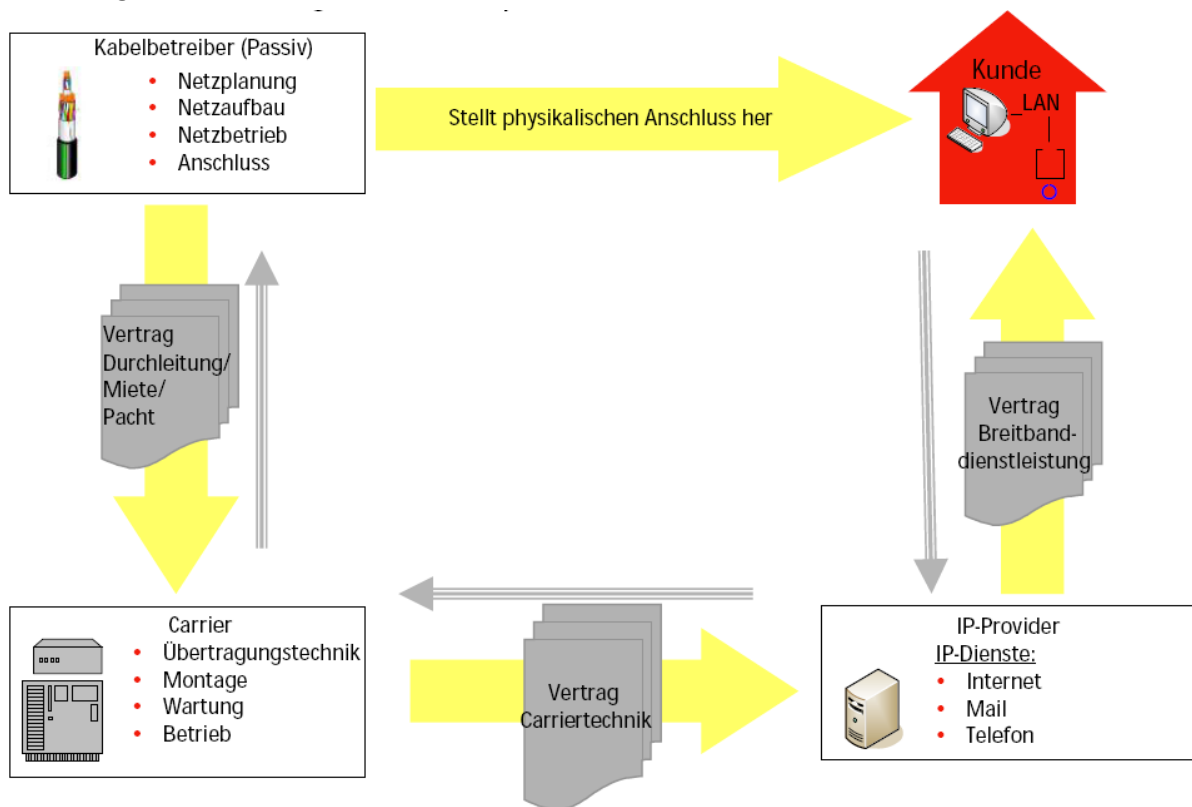 Kabelbetreiber (Passiv)
• Netzplanung
• Netzaufbau
• Netzbetrieb
• Anschluss
Stellt physikalischen Anschluss her
Kunde
LAN
Vertrag
Durchleitung/
Miete/
Pacht
Vertrag
Breitband-
dienstleistung
Carrier
• Übertragungstechnik
• Montage
• Wartung
• Betrieb
Vertrag
Carriertechnik
IP-Provider
IP-Dienste:
• Internet
• Mail
• Telefon